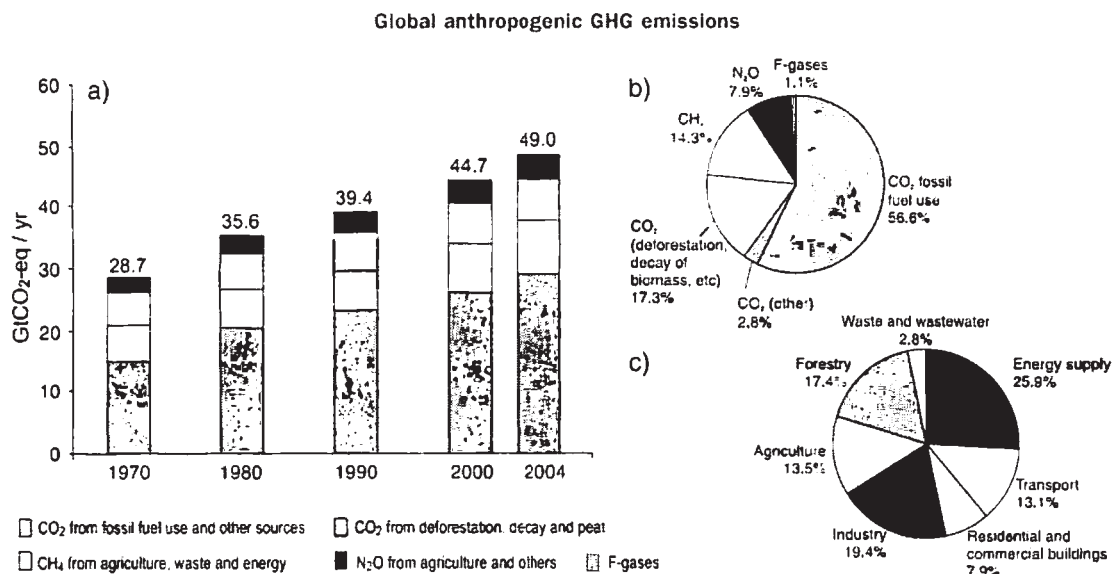 Global anthropogenic GHG emissions
a)
GtCO₂-eq / yr
60
50
40
30
20
10
0
28.7
35.6
39.4
44.7
49.0
1970
1980
1990
2000
2004
CO₂ from fossil fuel use and other sources
CO₂ from deforestation, decay and peat
CH₄ from agriculture, waste and energy
N₂O from agriculture and others
F-gases
b)
F-gases
1.1%
N₂O
7.9%
CH₄
14.3%
CO₂ fossil
fuel use
56.6%
CO₂
(deforestation,
decay of
biomass, etc)
17.3%
CO₂ (other)
2.8%
c)
Waste and wastewater
2.8%
Forestry
17.4%
Energy supply
25.9%
Agriculture
13.5%
Transport
13.1%
Industry
19.4%
Residential and
commercial buildings
7.9%